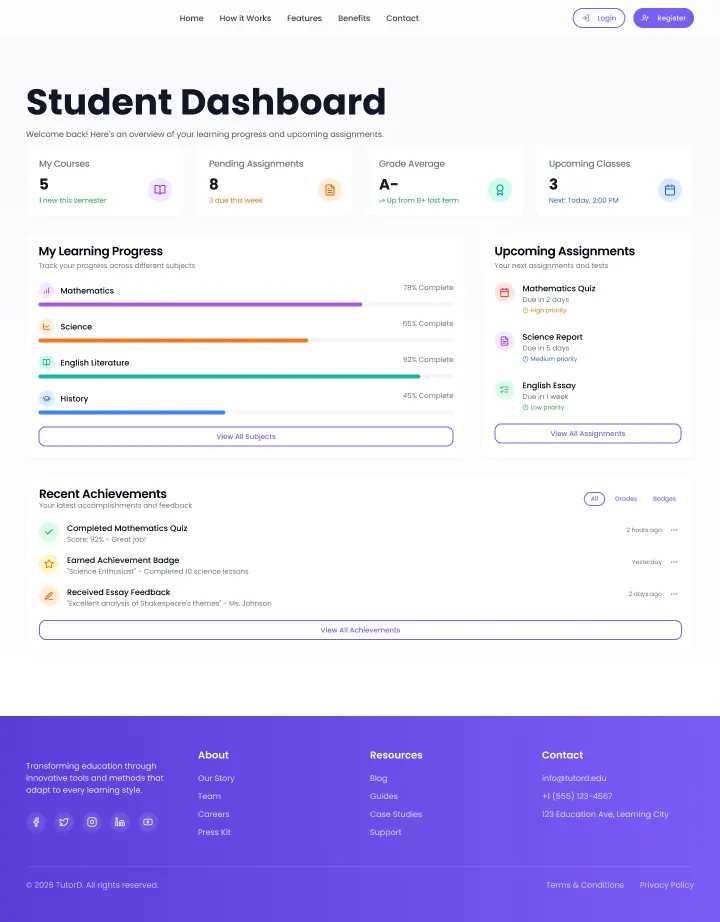 Home
How it Works
Features
Benefits
Contact
Login
Register
Student Dashboard
Welcome back! Here's an overview of your learning progress and upcoming assignments.
My Courses
5
1 new this semester
Pending Assignments
8
3 due this week
Grade Average
A-
Up from B+ last term
Upcoming Classes
3
Next: Today, 2:00 PM
My Learning Progress
Track your progress across different subjects
Mathematics
78% Complete
Science
65% Complete
English Literature
92% Complete
History
45% Complete
View All Subjects
Upcoming Assignments
Your next assignments and tests
Mathematics Quiz
Due in 2 days
High priority
Science Report
Due in 5 days
Medium priority
English Essay
Due in 1 week
Low priority
View All Assignments
Recent Achievements
Your latest accomplishments and feedback
All
Grades
Badges
Completed Mathematics Quiz
Score: 92% - Great job!
2 hours ago
Earned Achievement Badge
"Science Enthusiast" - Completed 10 science lessons
Yesterday
Received Essay Feedback
"Excellent analysis of Shakespeare's themes" - Ms. Johnson
2 days ago
View All Achievements
Transforming education through
innovative tools and methods that
adapt to every learning style.
About
Our Story
Team
Careers
Press Kit
Resources
Blog
Guides
Case Studies
Support
Contact
info@tutord.edu
+1 (555) 123-4567
123 Education Ave, Learning City
© 2026 TutorD. All rights reserved.
Terms & Conditions
Privacy Policy